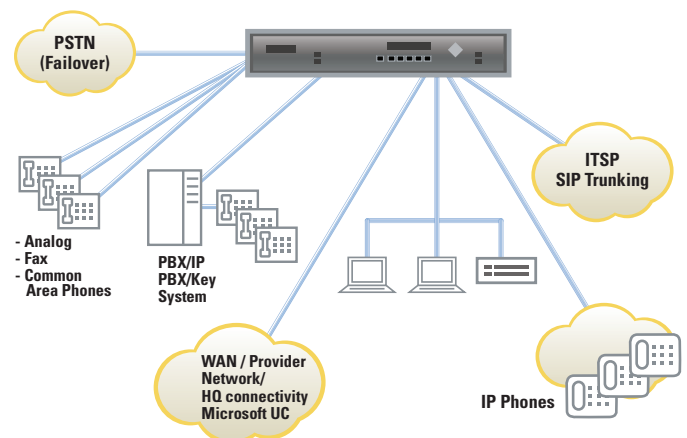 PSTN
(Failover)
ITSP
SIP Trunking
- Analog
- Fax
- Common
Area Phones
PBX/IP
PBX/Key
System
WAN / Provider
Network/
HQ connectivity
Microsoft UC
IP Phones